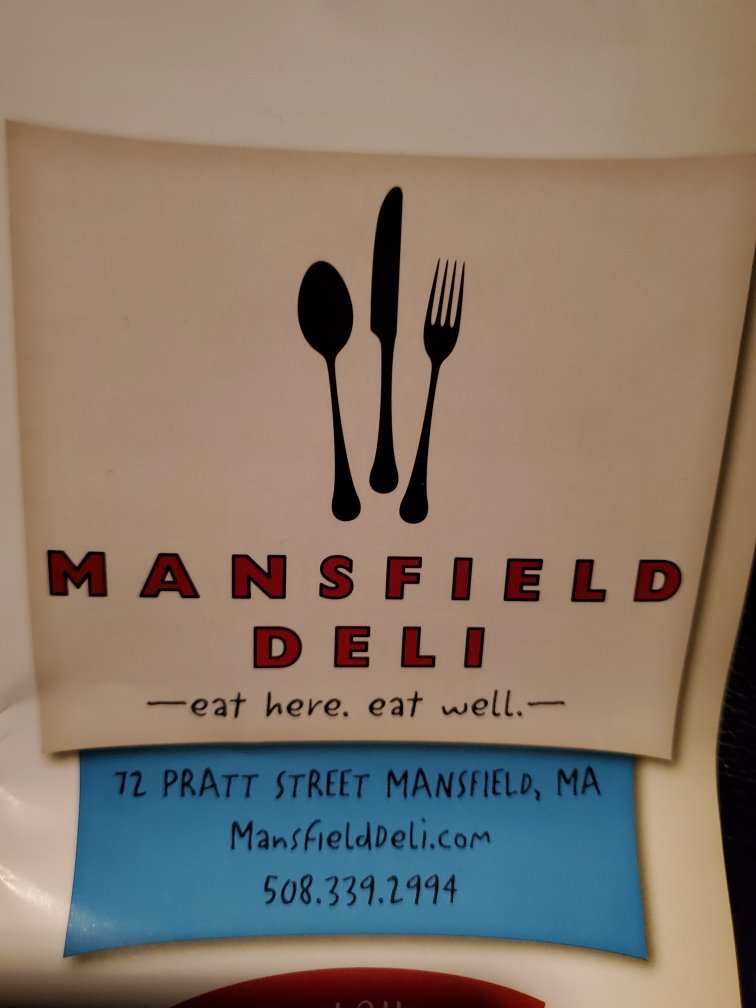 MANSFIELD
DELI
—eat here. eat well.—
72 PRATT STREET MANSFIELD, MA
MansfieldDeli.com
508.339.2994